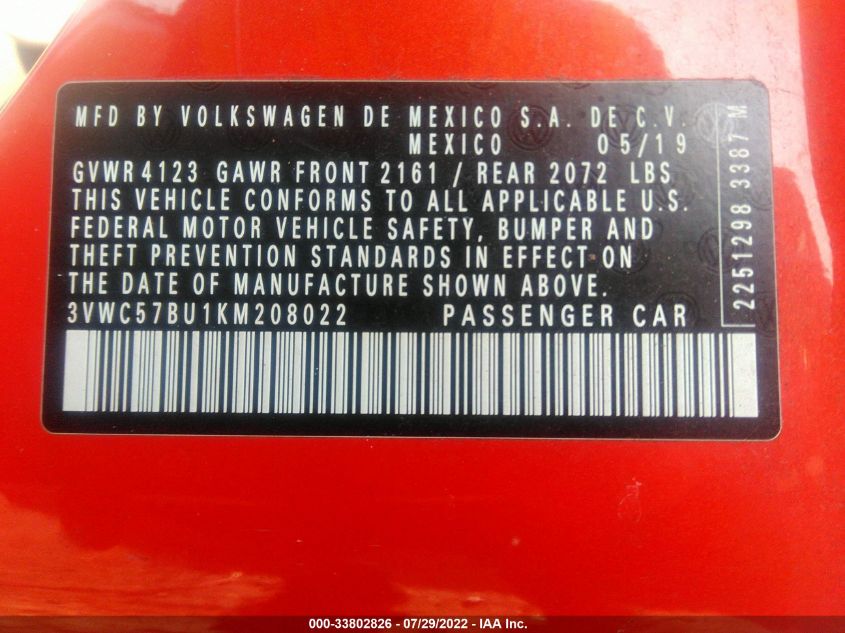 MFD BY VOLKSWAGEN DE MEXICO S.A. DE C.V.
MEXICO 05/19
GVWR 4123 GAWR FRONT 2161 / REAR 2072 LBS
THIS VEHICLE CONFORMS TO ALL APPLICABLE U.S.
FEDERAL MOTOR VEHICLE SAFETY, BUMPER AND
THEFT PREVENTION STANDARDS IN EFFECT ON
THE DATE OF MANUFACTURE SHOWN ABOVE.
3VWC57BU1KM208022 PASSENGER CAR
2251298 3387 M
000-33802826 - 07/29/2022 - IAA Inc.